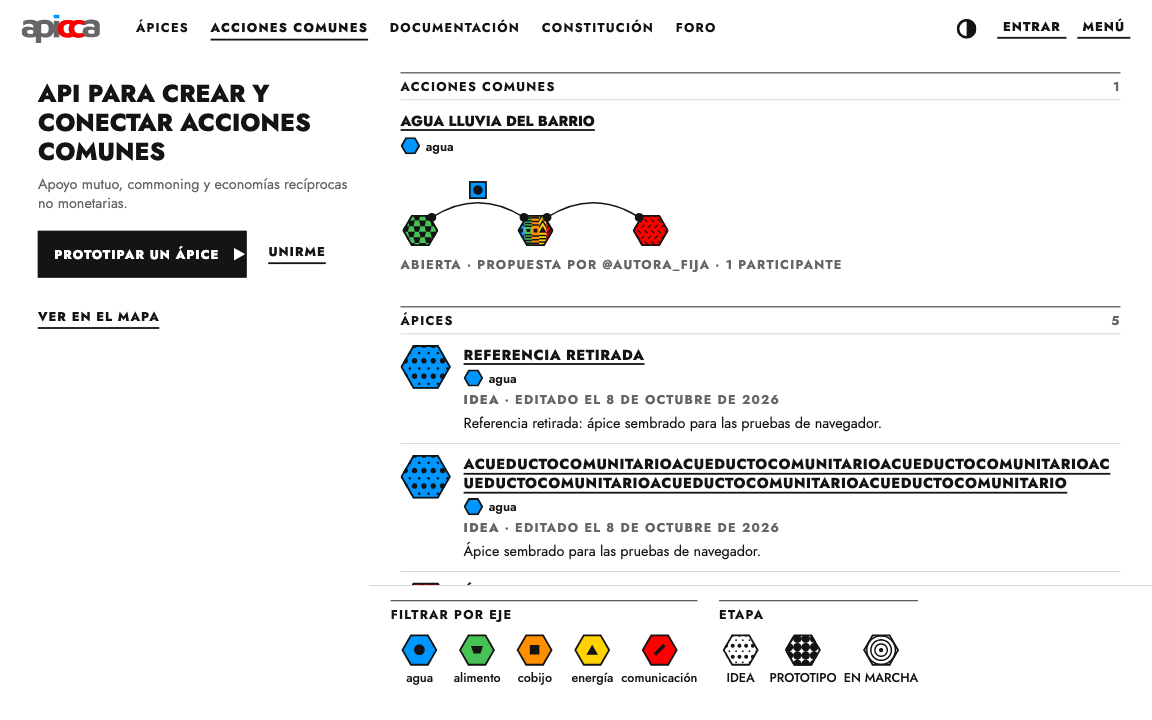 apicca
ÁPICES
ACCIONES COMUNES
DOCUMENTACIÓN
CONSTITUCIÓN
FORO
ENTRAR
MENÚ
API PARA CREAR Y
CONECTAR ACCIONES
COMUNES
Apoyo mutuo, commoning y economías recíprocas
no monetarias.
PROTOTIPAR UN ÁPICE
UNIRME
VER EN EL MAPA
ACCIONES COMUNES 1
AGUA LLUVIA DEL BARRIO
agua
ABIERTA · PROPUESTA POR @AUTORA_FIJA · 1 PARTICIPANTE
ÁPICES 5
REFERENCIA RETIRADA
agua
IDEA · EDITADO EL 8 DE OCTUBRE DE 2026
Referencia retirada: ápice sembrado para las pruebas de navegador.
ACUEDUCTOCOMUNITARIOACUEDUCTOCOMUNITARIOACUEDUCTOCOMUNITARIOAC
UEDUCTOCOMUNITARIOACUEDUCTOCOMUNITARIOACUEDUCTOCOMUNITARIO
agua
IDEA · EDITADO EL 8 DE OCTUBRE DE 2026
Ápice sembrado para las pruebas de navegador.
FILTRAR POR EJE
agua
alimento
cobijo
energía
comunicación
ETAPA
IDEA
PROTOTIPO
EN MARCHA